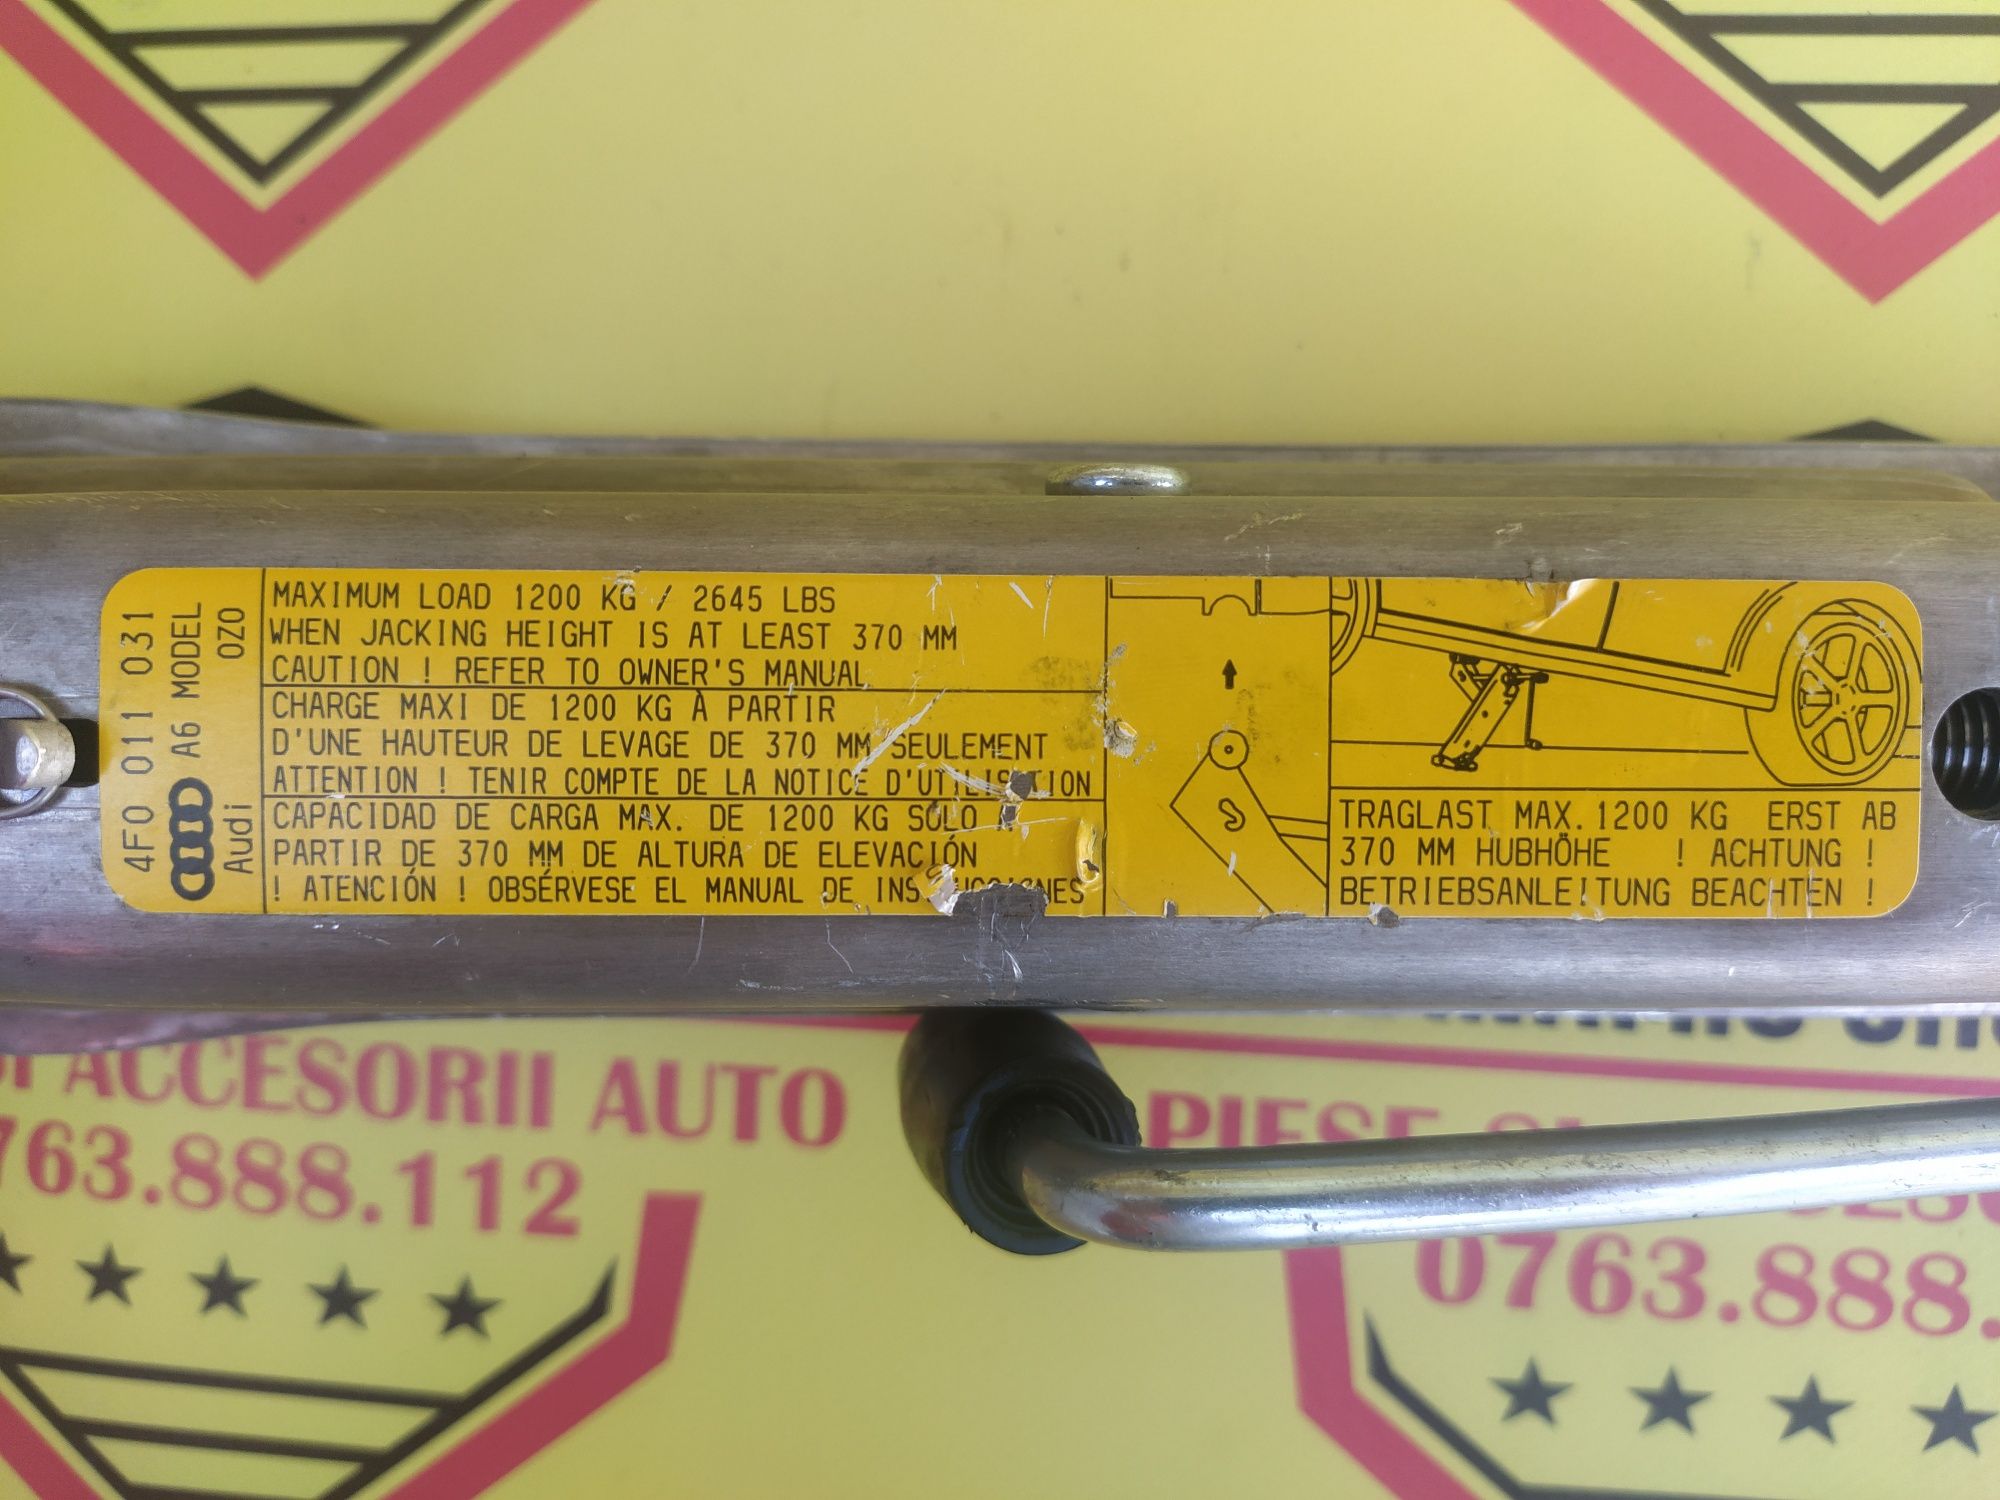 4F0 011 031
A6 MODEL
0Z0
Audi
MAXIMUM LOAD 1200 KG / 2645 LBS
WHEN JACKING HEIGHT IS AT LEAST 370 MM
CAUTION ! REFER TO OWNER'S MANUAL
CHARGE MAXI DE 1200 KG À PARTIR
D'UNE HAUTEUR DE LEVAGE DE 370 MM SEULEMENT
ATTENTION ! TENIR COMPTE DE LA NOTICE D'UTILISATION
CAPACIDAD DE CARGA MAX. DE 1200 KG SOLO A
PARTIR DE 370 MM DE ALTURA DE ELEVACIÓN
! ATENCIÓN ! OBSÉRVESE EL MANUAL DE INSTRUCCIONES
TRAGLAST MAX. 1200 KG ERST AB
370 MM HUBHÖHE ! ACHTUNG !
BETRIEBSANLEITUNG BEACHTEN !
ACCESORII AUTO
763.888.112
PIESE
0763.888.